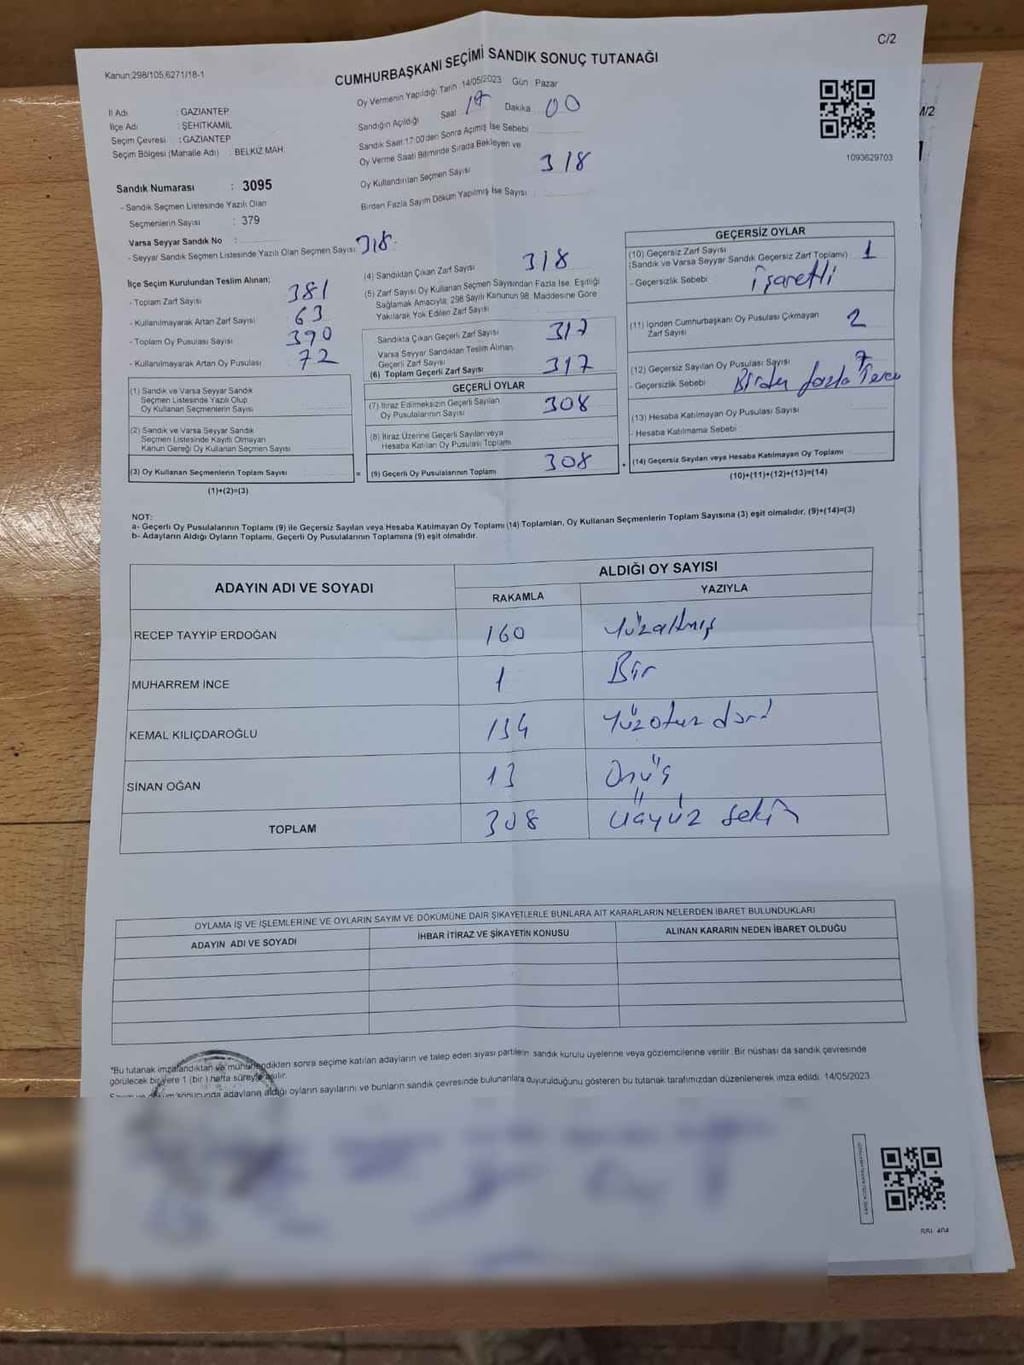 C/2
Kanun:298/105,6271/18-1
CUMHURBAŞKANI SEÇİMİ SANDIK SONUÇ TUTANAĞI
M/2
İl Adı : GAZIANTEP
İlçe Adı : ŞEHİTKAMİL
Seçim Çevresi : GAZIANTEP
Seçim Bölgesi (Mahalle Adı) : BELKIZ MAH.
Sandık Numarası : 3095
- Sandık Seçmen Listesinde Yazılı Olan
Seçmenlerin Sayısı : 379
Varsa Seyyar Sandık No :
- Seyyar Sandık Seçmen Listesinde Yazılı Olan Seçmen Sayısı 318
Oy Vermenin Yapıldığı Tarih : 14/05/2023 Gün : Pazar
Sandığın Açıldığı Saat Dakika 00
Sandık Saat 17:00'den Sonra Açılmış İse Sebebi
Oy Verme Saati Bitiminde Sırada Bekleyen ve
Oy Kullandırılan Seçmen Sayısı 318
Birden Fazla Sayım Döküm Yapılmış İse Sayısı
1093629703
İlçe Seçim Kurulundan Teslim Alınan;
- Toplam Zarf Sayısı 381
- Kullanılmayarak Artan Zarf Sayısı 63
- Toplam Oy Pusulası Sayısı 390
- Kullanılmayarak Artan Oy Pusulası 72
(1) Sandık ve Varsa Seyyar Sandık
Seçmen Listesinde Yazılı Olup
Oy Kullanan Seçmenlerin Sayısı
(2) Sandık ve Varsa Seyyar Sandık
Seçmen Listesinde Kayıtlı Olmayan
Kanun Gereği Oy Kullanan Seçmen Sayısı
(3) Oy Kullanan Seçmenlerin Toplam Sayısı =
(1)+(2)=(3)
(4) Sandıktan Çıkan Zarf Sayısı 318
(5) Zarf Sayısı Oy Kullanan Seçmen Sayısından Fazla İse, Eşitliği
Sağlamak Amacıyla; 298 Sayılı Kanunun 98. Maddesine Göre
Yakılarak Yok Edilen Zarf Sayısı
Sandıkta Çıkan Geçerli Zarf Sayısı 317
Varsa Seyyar Sandıktan Teslim Alınan
Geçerli Zarf Sayısı
(6) Toplam Geçerli Zarf Sayısı 317
GEÇERLİ OYLAR
(7) İtiraz Edilmeksizin Geçerli Sayılan
Oy Pusulalarının Sayısı 308
(8) İtiraz Üzerine Geçerli Sayılan veya
Hesaba Katılan Oy Pusulası Toplamı
(9) Geçerli Oy Pusulalarının Toplamı 308 +
GEÇERSİZ OYLAR
(10) Geçersiz Zarf Sayısı
(Sandık ve Varsa Seyyar Sandık Geçersiz Zarf Toplamı) 1
- Geçersizlik Sebebi işaretli
(11) İçinden Cumhurbaşkanı Oy Pusulası Çıkmayan
Zarf Sayısı 2
(12) Geçersiz Sayılan Oy Pusulası Sayısı 7
- Geçersizlik Sebebi Birden fazla Terci
(13) Hesaba Katılmayan Oy Pusulası Sayısı
- Hesaba Katılmama Sebebi
(14) Geçersiz Sayılan veya Hesaba Katılmayan Oy Toplamı
(10)+(11)+(12)+(13)=(14)
NOT:
a- Geçerli Oy Pusulalarının Toplamı (9) ile Geçersiz Sayılan veya Hesaba Katılmayan Oy Toplamı (14) Toplamları, Oy Kullanan Seçmenlerin Toplam Sayısına (3) eşit olmalıdır. (9)+(14)=(3)
b- Adayların Aldığı Oyların Toplamı, Geçerli Oy Pusulalarının Toplamına (9) eşit olmalıdır.
ADAYIN ADI VE SOYADI ALDIĞI OY SAYISI
RAKAMLA YAZIYLA
RECEP TAYYİP ERDOĞAN 160 Yüzaltmış
MUHARREM İNCE 1 Bir
KEMAL KILIÇDAROĞLU 134 Yüzotuz dört
SİNAN OĞAN 13 Onüç
TOPLAM 308 üçyüz sekiz
OYLAMA İŞ VE İŞLEMLERİNE VE OYLARIN SAYIM VE DÖKÜMÜNE DAİR ŞİKAYETLERLE BUNLARA AİT KARARLARIN NELERDEN İBARET BULUNDUKLARI
ADAYIN ADI VE SOYADI İHBAR İTİRAZ VE ŞİKAYETİN KONUSU ALINAN KARARIN NEDEN İBARET OLDUĞU
*Bu tutanak imzalandıktan ve mühürlendikten sonra seçime katılan adayların ve talep eden siyasi partilerin sandık kurulu üyelerine veya gözlemcilerine verilir. Bir nüshası da sandık çevresinde
görülecek bir yere 1 (bir) hafta süreyle asılır.
Sayım ve döküm sonucunda adayların aldığı oyların sayılarını ve bunların sandık çevresinde bulunanlara duyurulduğunu gösteren bu tutanak tarafımızdan düzenlenerek imza edildi. 14/05/2023